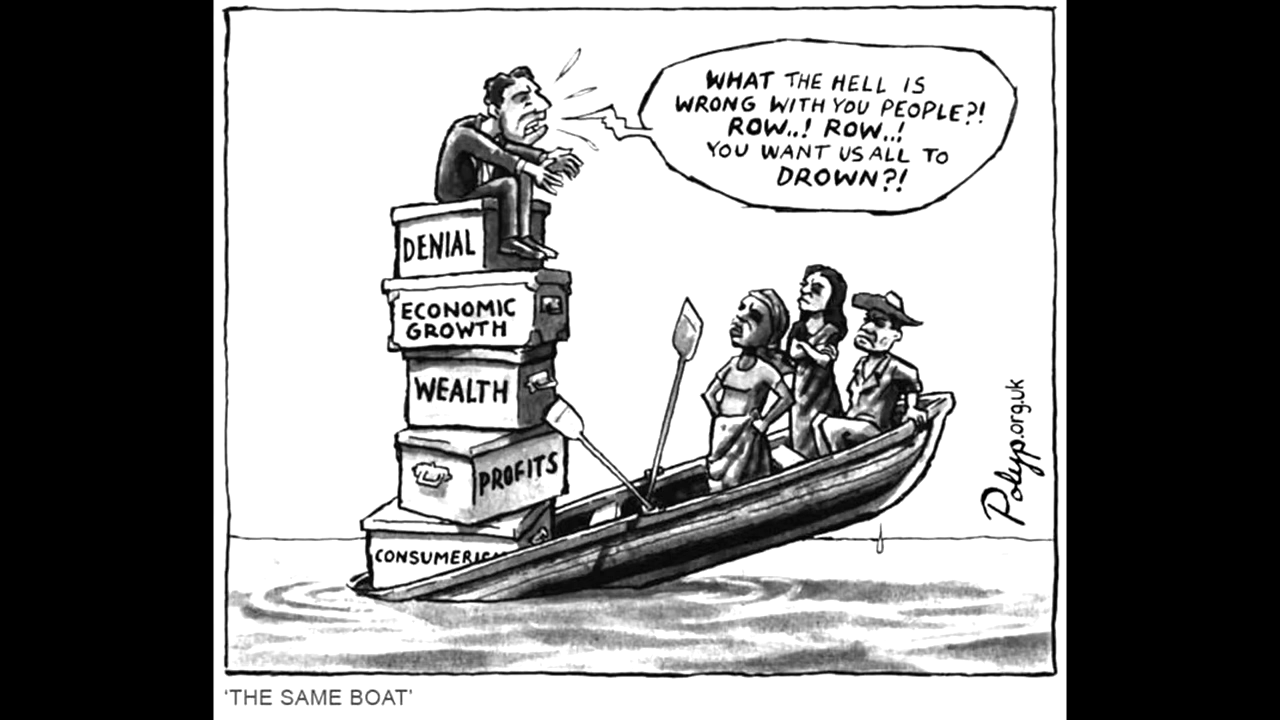 WHAT THE HELL IS
WRONG WITH YOU PEOPLE?!
ROW..! ROW..!
YOU WANT US ALL TO
DROWN?!
DENIAL
ECONOMIC
GROWTH
WEALTH
PROFITS
CONSUMERISM
Polyp.org.uk
'THE SAME BOAT'